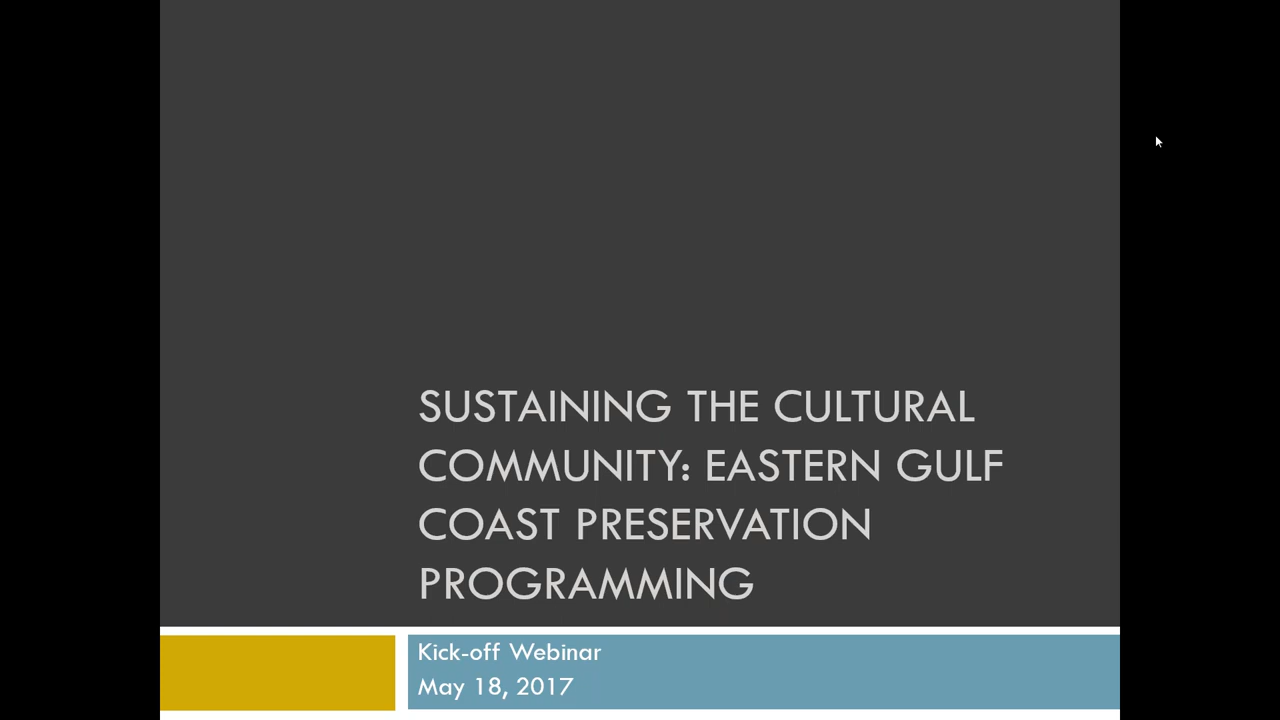 SUSTAINING THE CULTURAL
COMMUNITY: EASTERN GULF
COAST PRESERVATION
PROGRAMMING
Kick-off Webinar
May 18, 2017